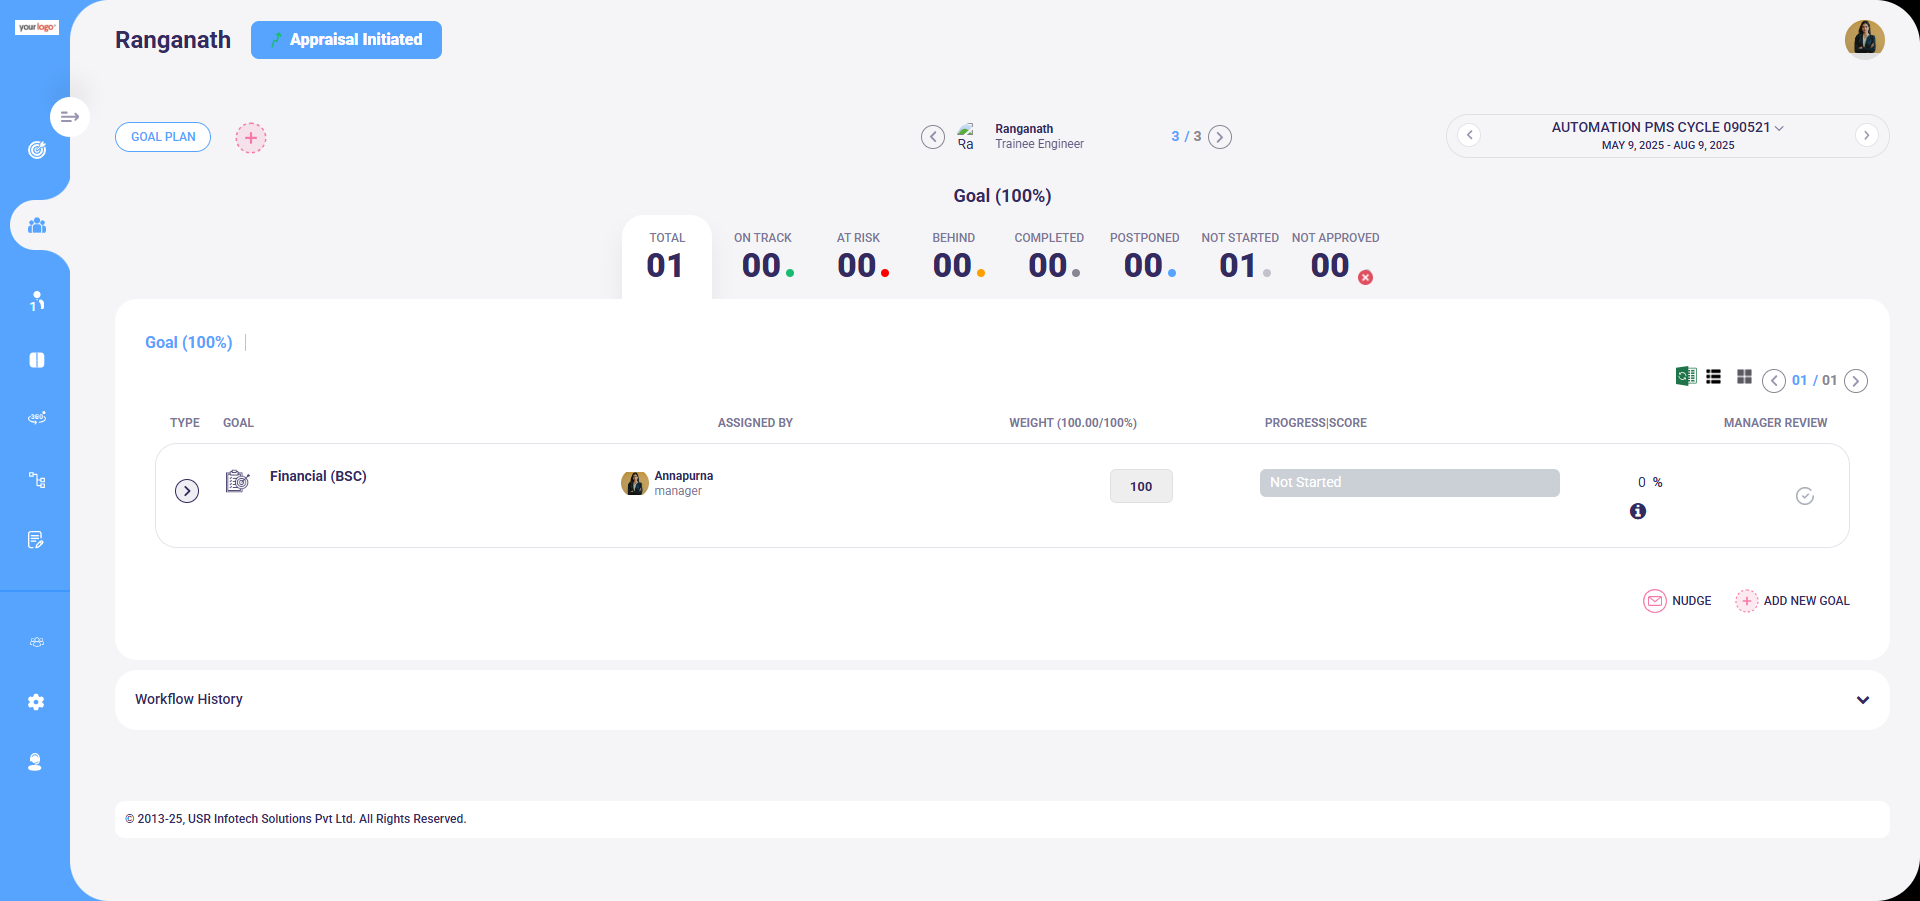 your logo
Ranganath
Appraisal Initiated
GOAL PLAN
Ra
Ranganath
Trainee Engineer
3 / 3
AUTOMATION PMS CYCLE 090521
MAY 9, 2025 - AUG 9, 2025
Goal (100%)
TOTAL
01
ON TRACK
00
AT RISK
00
BEHIND
00
COMPLETED
00
POSTPONED
00
NOT STARTED
01
NOT APPROVED
00
1
360°
Goal (100%)
01 / 01
TYPE GOAL ASSIGNED BY WEIGHT (100.00/100%) PROGRESS|SCORE MANAGER REVIEW
Financial (BSC)
Annapurna
manager
100
Not Started
0 %
NUDGE
ADD NEW GOAL
Workflow History
© 2013-25, USR Infotech Solutions Pvt Ltd. All Rights Reserved.